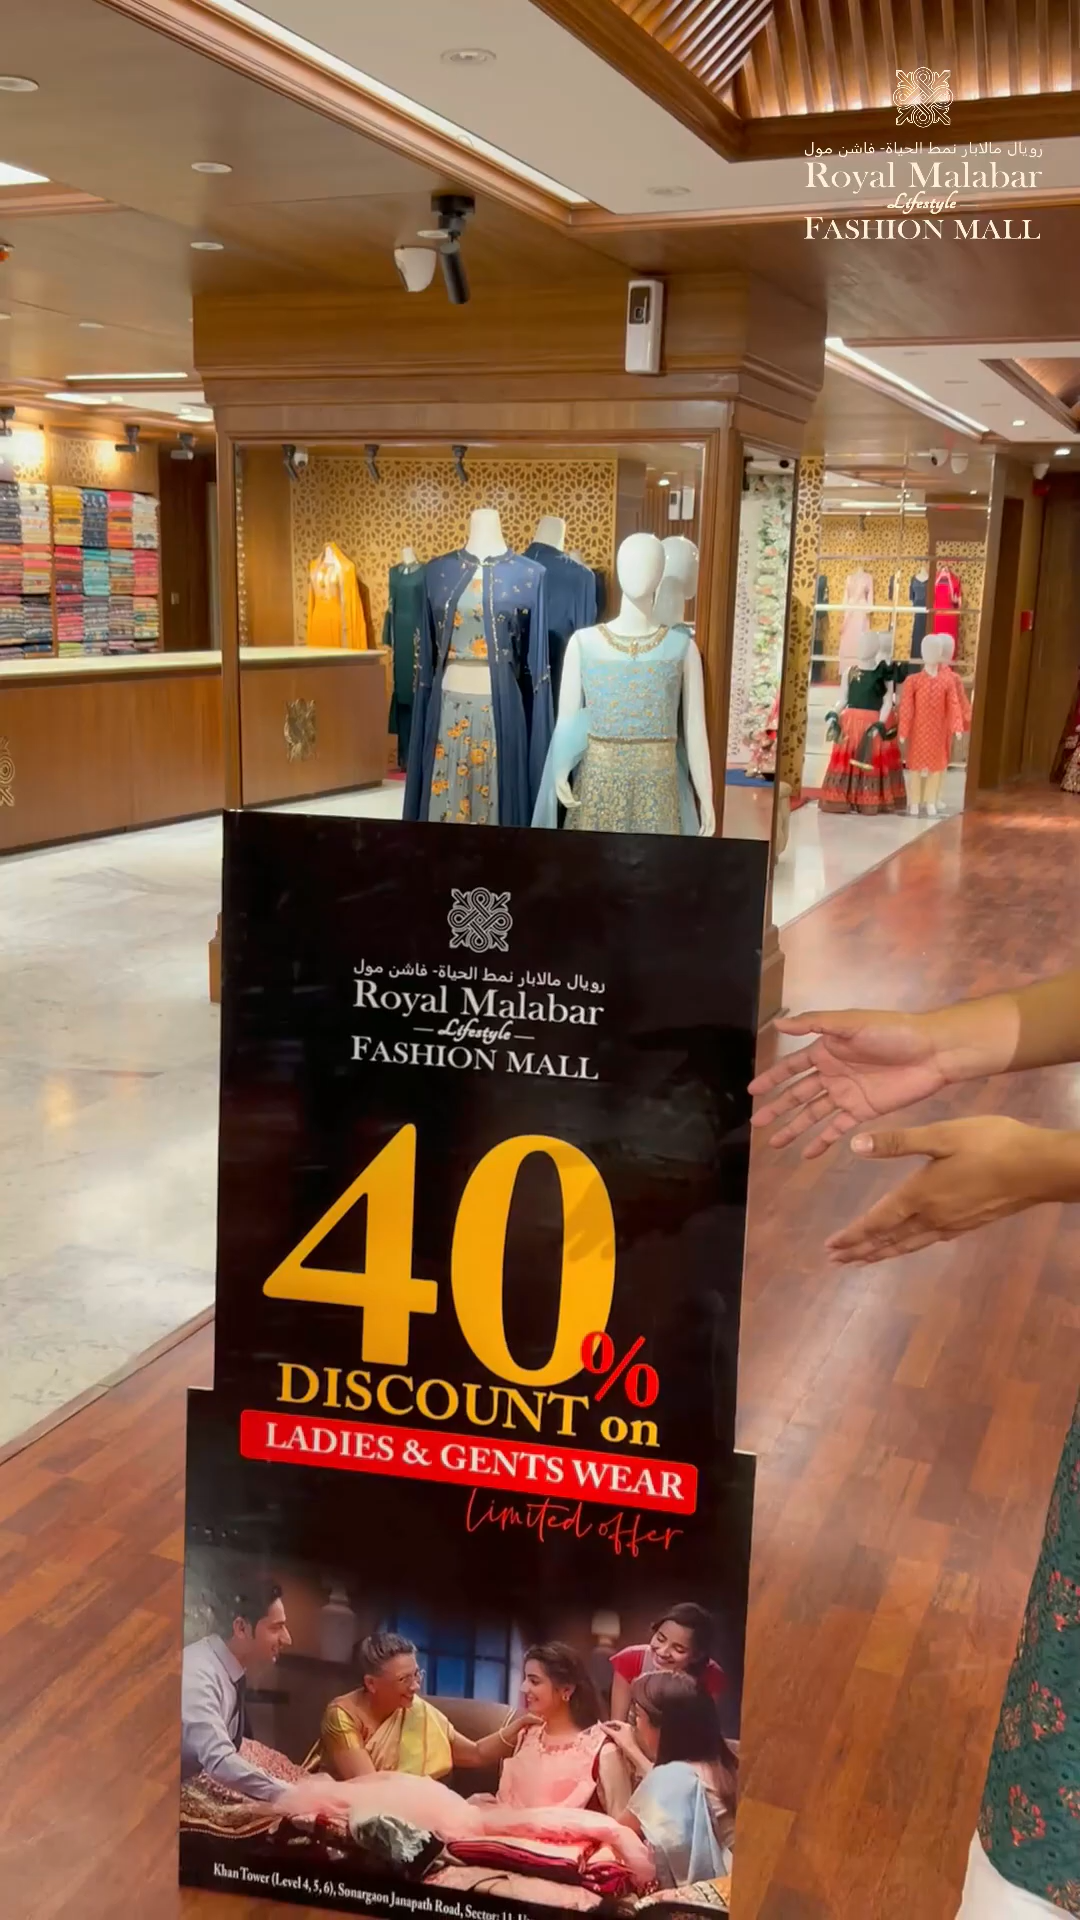 رويال مالابار نمط الحياة- فاشن مول
Royal Malabar
Lifestyle
FASHION MALL
رويال مالابار نمط الحياة- فاشن مول
Royal Malabar
Lifestyle
FASHION MALL
40%
DISCOUNT on
LADIES & GENTS WEAR
limited offer
Khan Tower (Level 4, 5, 6), Sonargaon Janapath Road, Sector: 11,